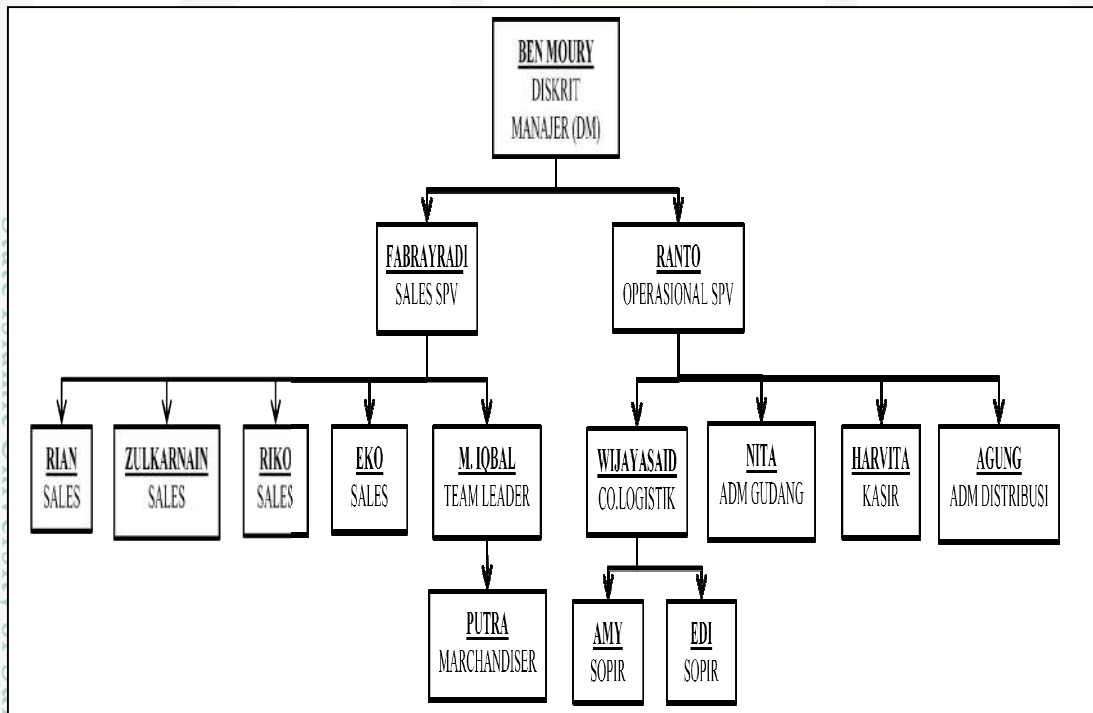 BEN MOURY
DISKRIT
MANAJER (DM)
FABRAYRADI
SALES SPV
RANTO
OPERASIONAL SPV
RIAN
SALES
ZULKARNAIN
SALES
RIKO
SALES
EKO
SALES
M. IQBAL
TEAM LEADER
WIJAYASAID
CO.LOGISTIK
NITA
ADM GUDANG
HARVITA
KASIR
AGUNG
ADM DISTRIBUSI
PUTRA
MARCHANDISER
AMY
SOPIR
EDI
SOPIR